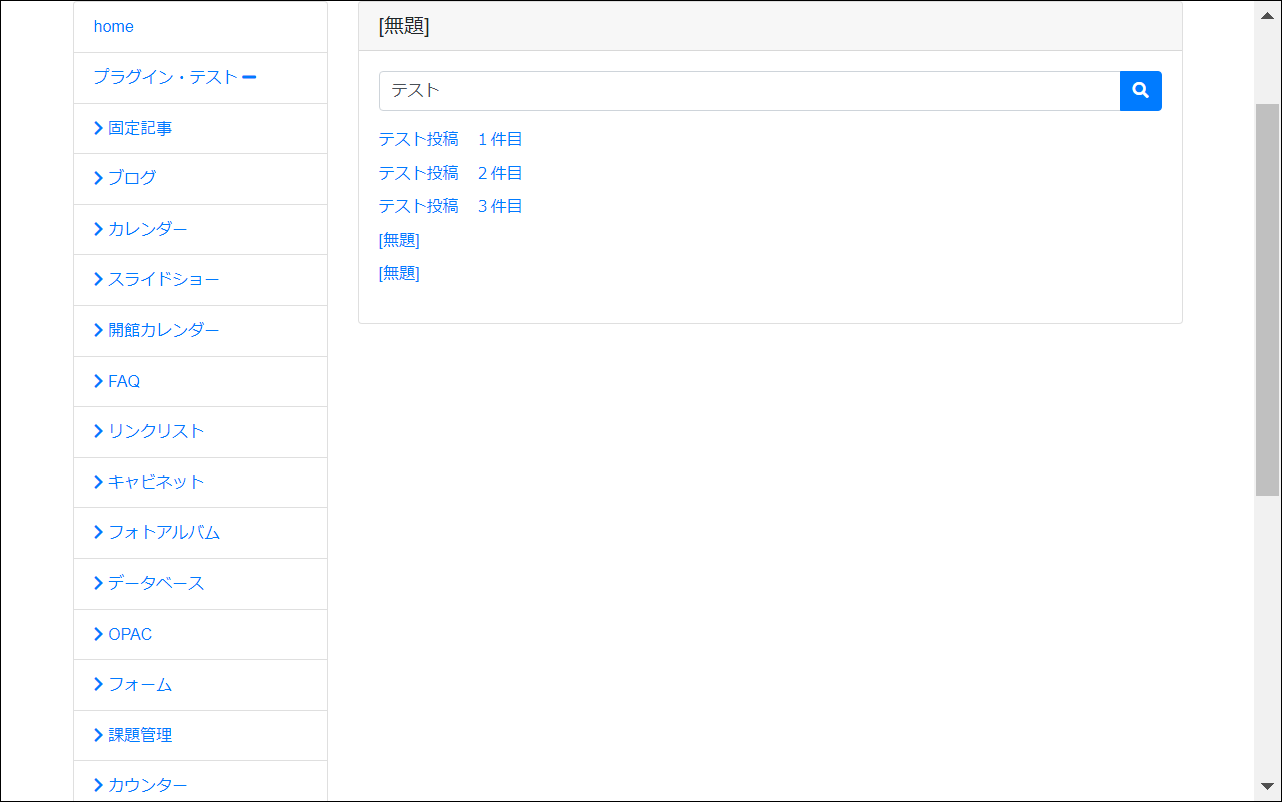 home
プラグイン・テスト
固定記事
ブログ
カレンダー
スライドショー
開館カレンダー
FAQ
リンクリスト
キャビネット
フォトアルバム
データベース
OPAC
フォーム
課題管理
カウンター
[無題]
テスト
テスト投稿　１件目
テスト投稿　２件目
テスト投稿　３件目
[無題]
[無題]